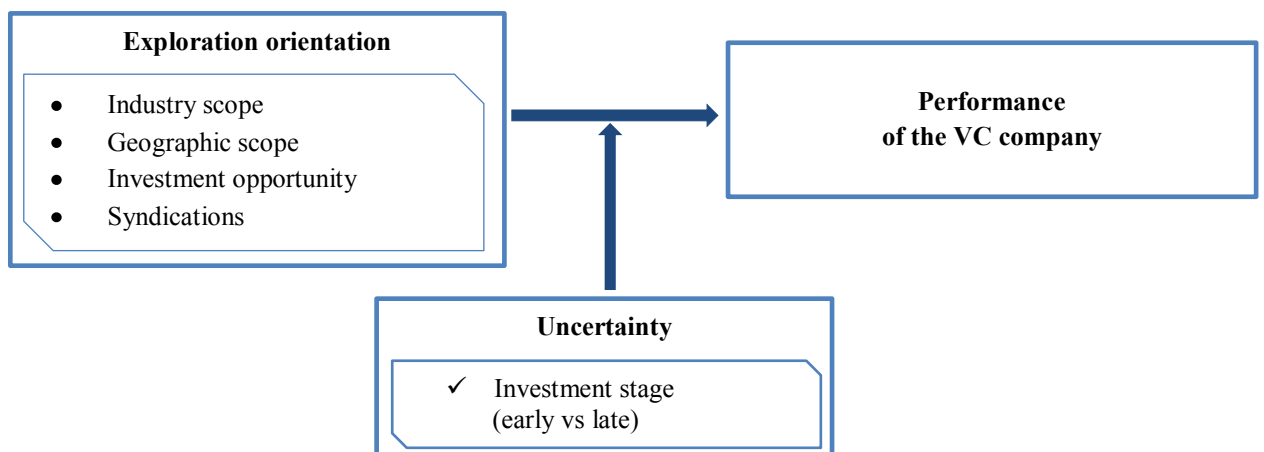 Exploration orientation
● Industry scope
● Geographic scope
● Investment opportunity
● Syndications
Performance
of the VC company
Uncertainty
✓ Investment stage
(early vs late)